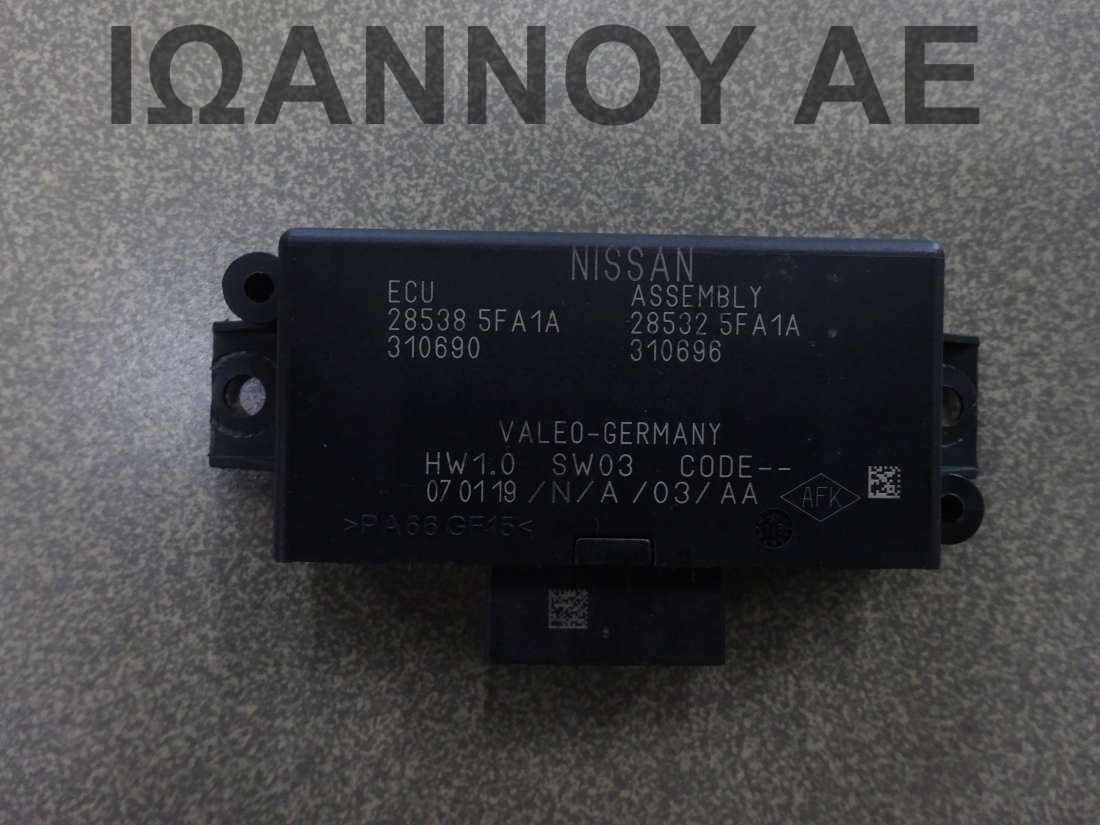 ΙΩΑΝΝΟΥ ΑΕ
NISSAN
ECU
28538 5FA1A
310690
ASSEMBLY
28532 5FA1A
310696
VALEO-GERMANY
HW1.0 SW03 CODE--
070119/N/A/03/AA
AFK
>PA66 GF15<